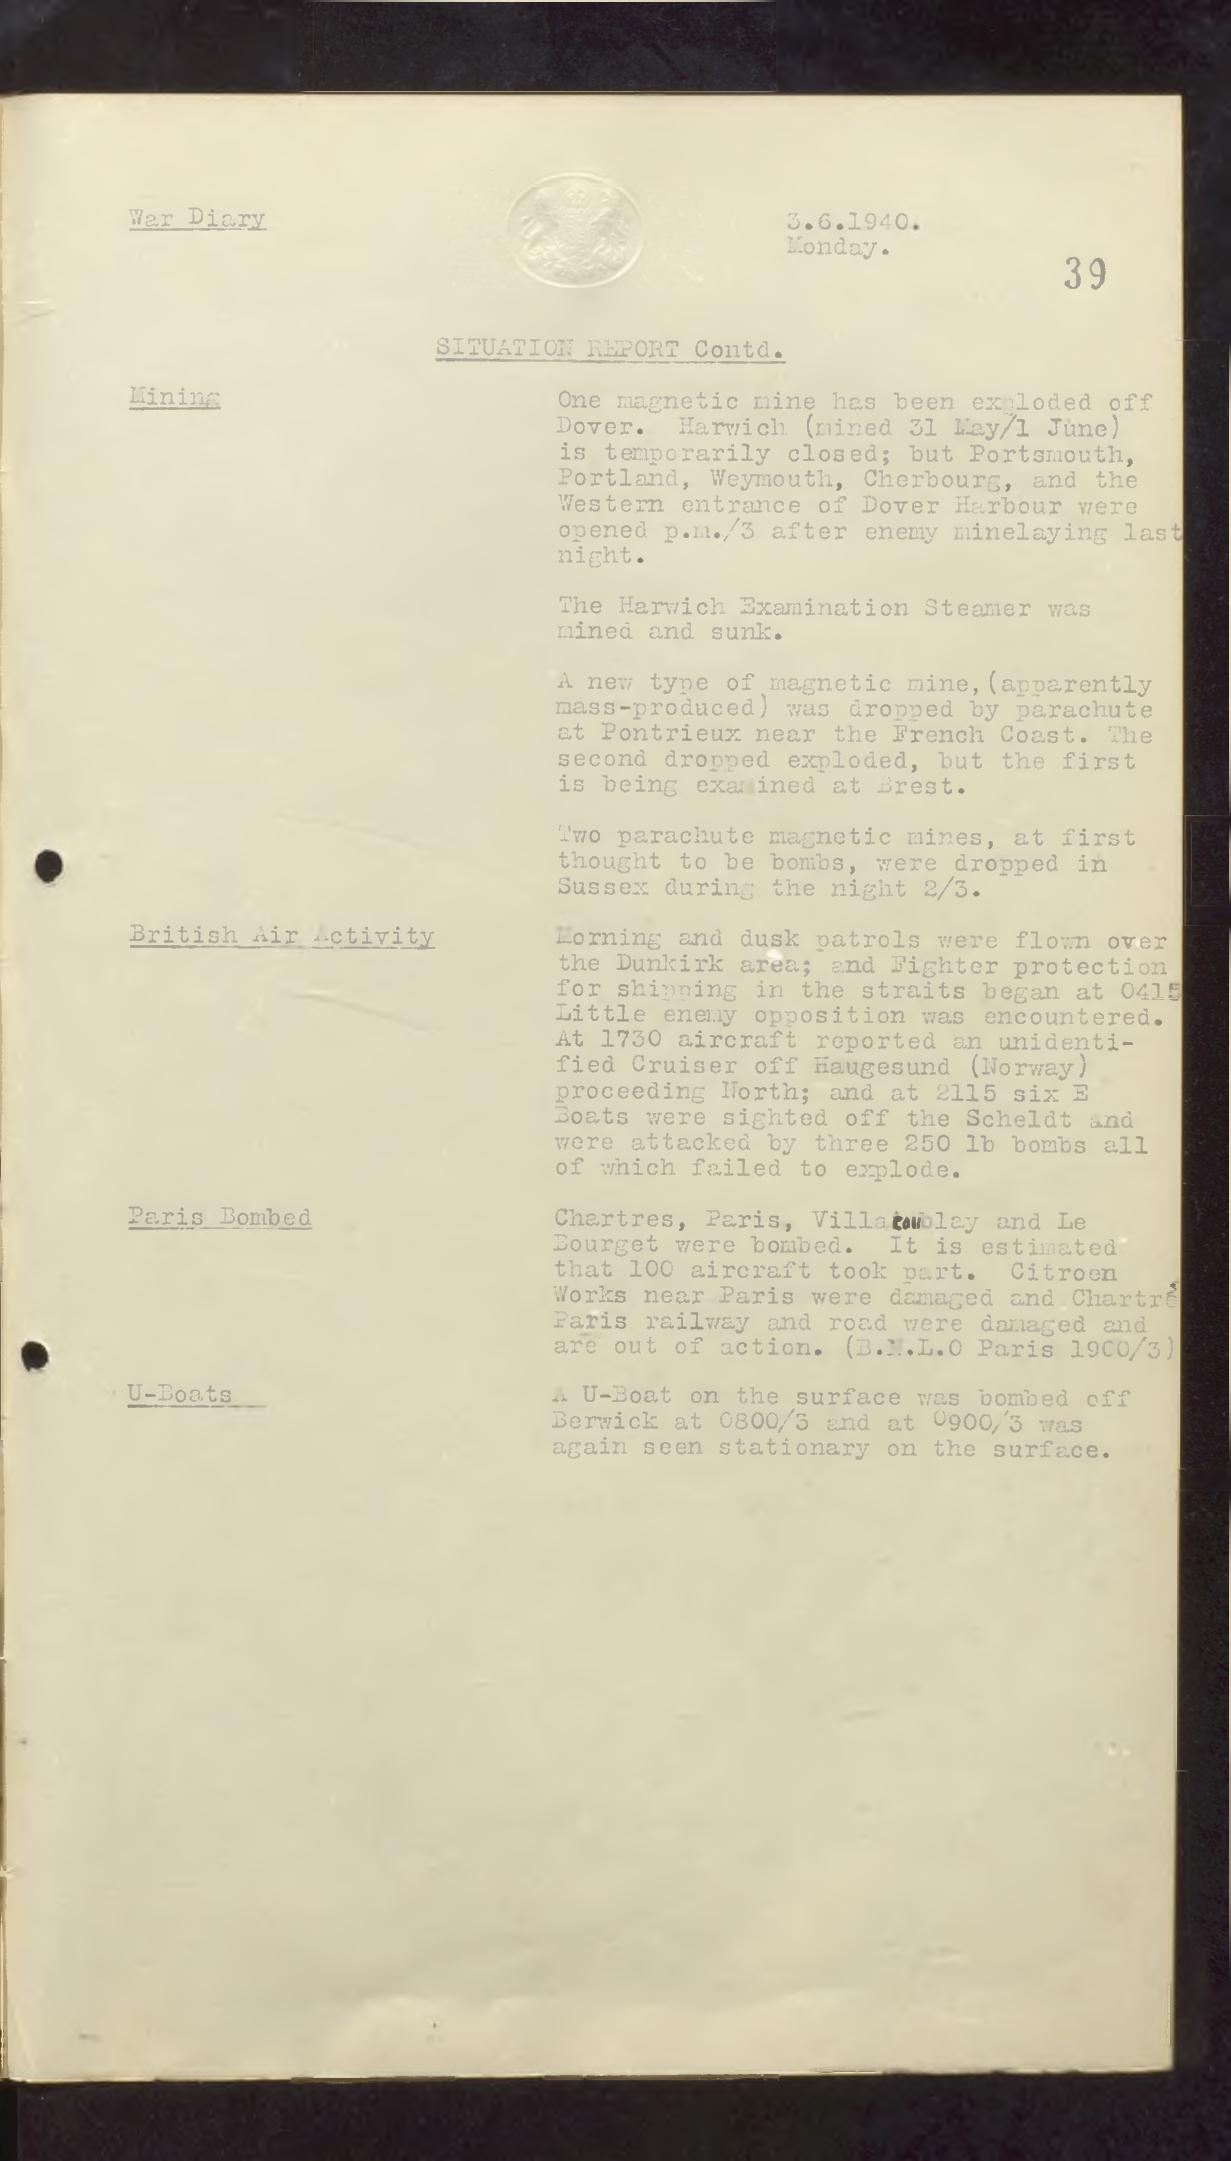 War Diary
3.6.1940.
Monday.
39
SITUATION REPORT Contd.
Mining
One magnetic mine has been exploded off
Dover. Harwich (mined 31 May/1 June)
is temporarily closed; but Portsmouth,
Portland, Weymouth, Cherbourg, and the
Western entrance of Dover Harbour were
opened p.m./3 after enemy minelaying last
night.
The Harwich Examination Steamer was
mined and sunk.
A new type of magnetic mine, (apparently
mass-produced) was dropped by parachute
at Pontrieux near the French Coast. The
second dropped exploded, but the first
is being examined at Brest.
Two parachute magnetic mines, at first
thought to be bombs, were dropped in
Sussex during the night 2/3.
British Air Activity
Morning and dusk patrols were flown over
the Dunkirk area; and Fighter protection
for shipping in the straits began at 0415
Little enemy opposition was encountered.
At 1730 aircraft reported an unidenti-
fied Cruiser off Haugesund (Norway)
proceeding North; and at 2115 six E
Boats were sighted off the Scheldt and
were attacked by three 250 lb bombs all
of which failed to explode.
Paris Bombed
Chartres, Paris, Villacoublay and Le
Bourget were bombed. It is estimated
that 100 aircraft took part. Citroen
Works near Paris were damaged and Chartres
Paris railway and road were damaged and
are out of action. (B.N.L.O Paris 1900/3)
U-Boats
A U-Boat on the surface was bombed off
Berwick at 0800/3 and at 0900/3 was
again seen stationary on the surface.